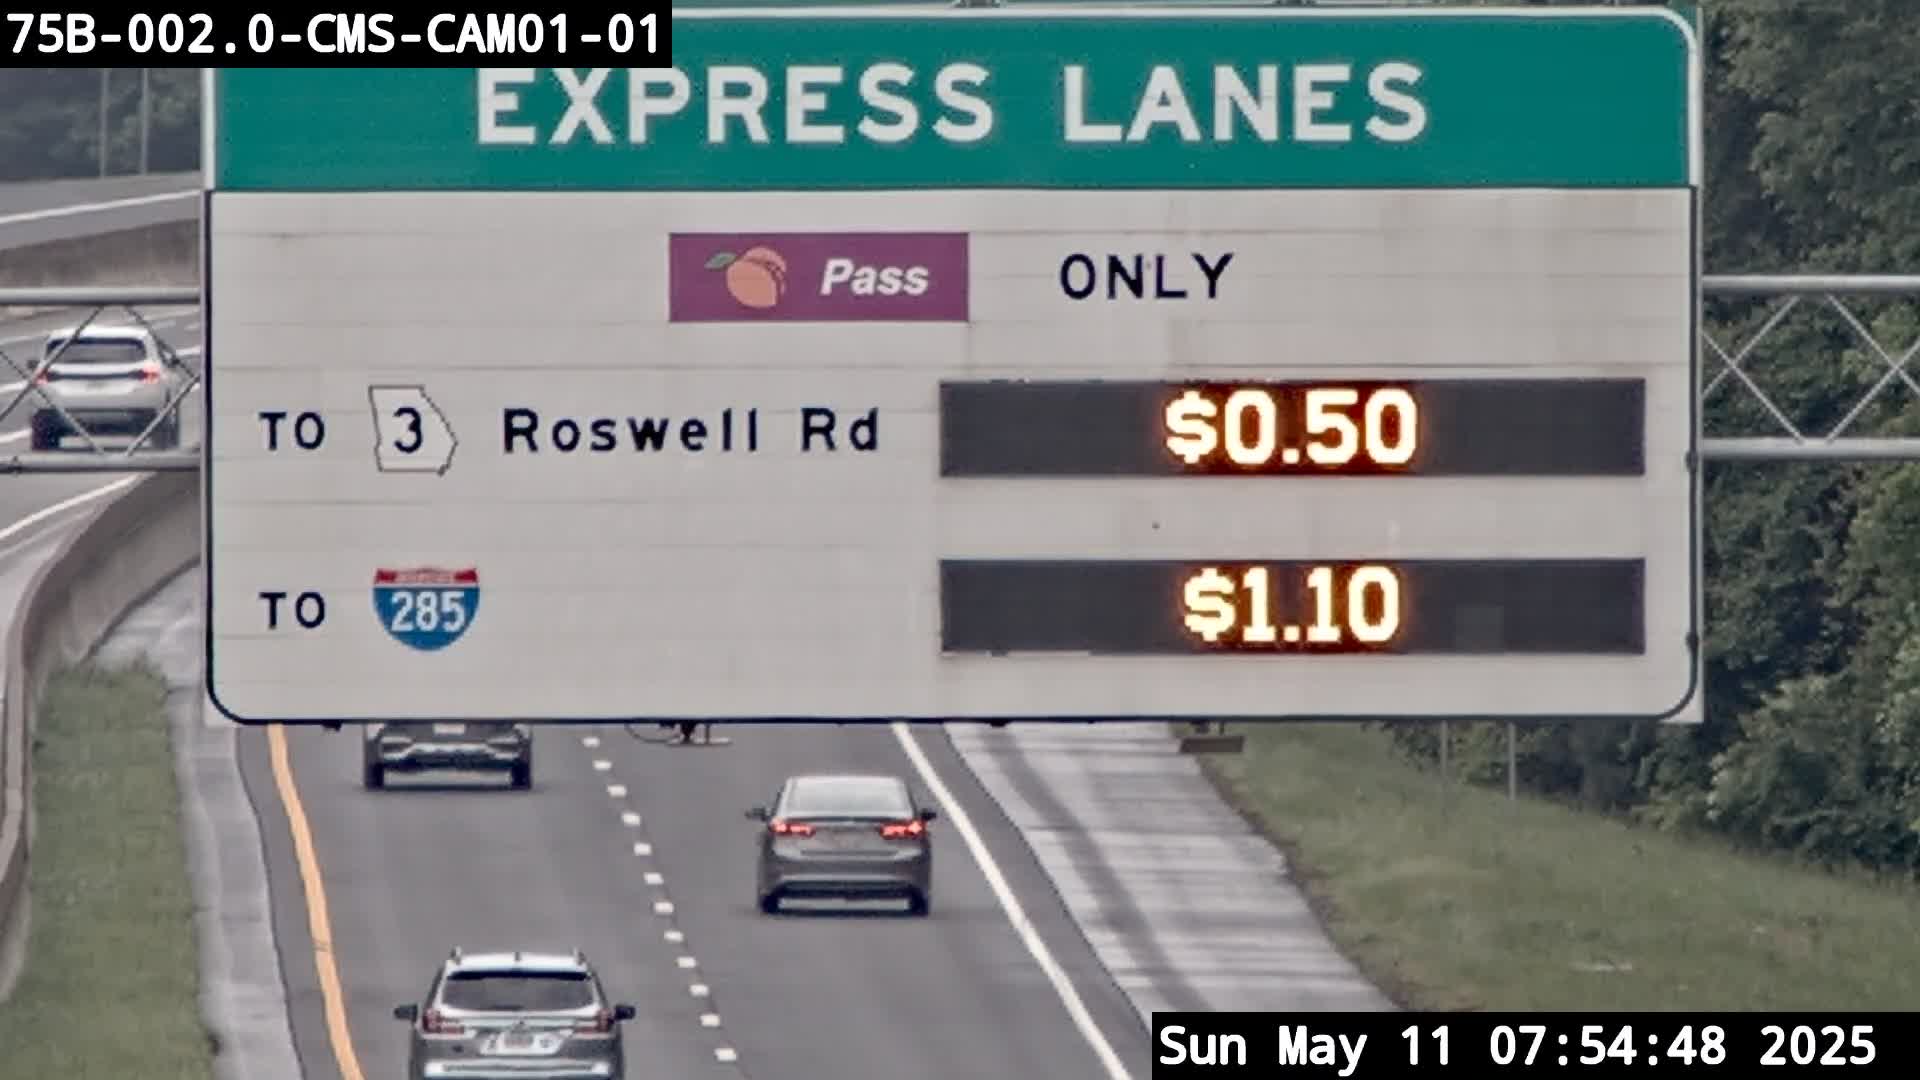 75B-002.0-CMS-CAM01-01
EXPRESS LANES
Pass ONLY
TO 3 Roswell Rd $0.50
TO 285 $1.10
Sun May 11 07:54:48 2025